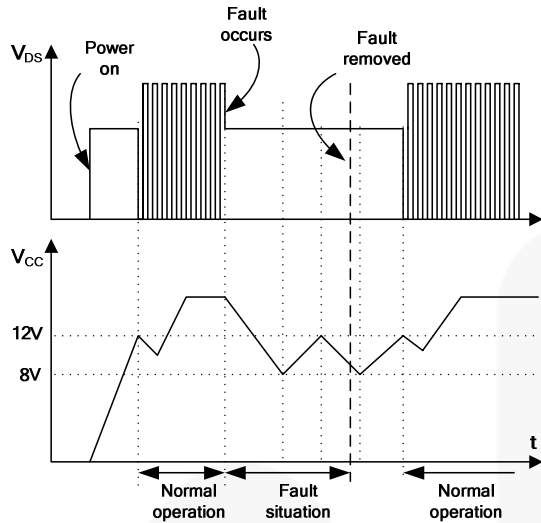 Fault
occurs
Power
on
Fault
removed
VDS
VCC
12V
8V
t
Normal
operation
Fault
situation
Normal
operation